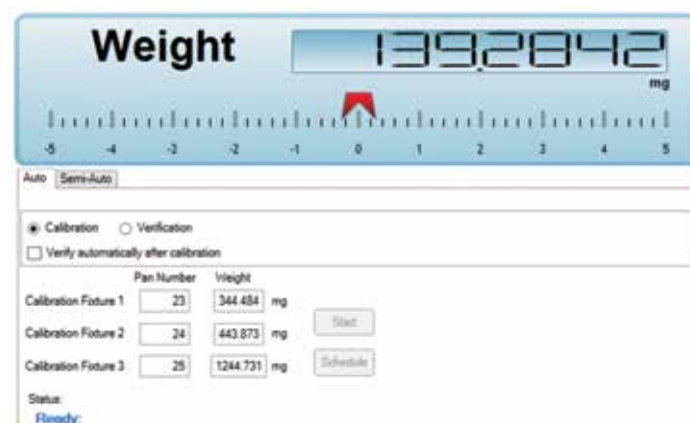 Weight 139.2842
mg
-5 -4 -3 -2 -1 0 1 2 3 4 5
Auto Semi-Auto
Calibration Verification
Verify automatically after calibration
Pan Number Weight
Calibration Fixture 1 23 344.484 mg
Start
Calibration Fixture 2 24 443.873 mg
Calibration Fixture 3 25 1244.731 mg Schedule
Status:
Ready: